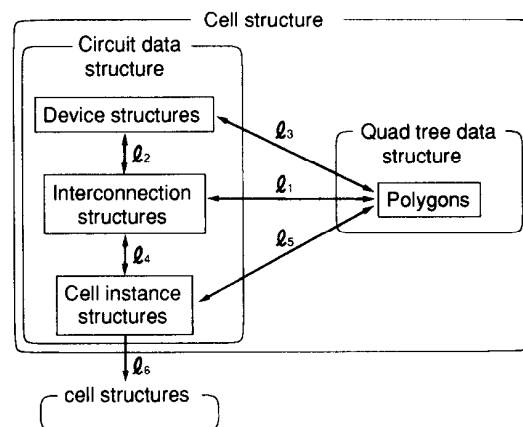 Cell structure
Circuit data
structure
Device structures
ℓ3
Quad tree data
structure
ℓ2
Interconnection
structures
ℓ1
Polygons
ℓ4
ℓ5
Cell instance
structures
ℓ6
cell structures